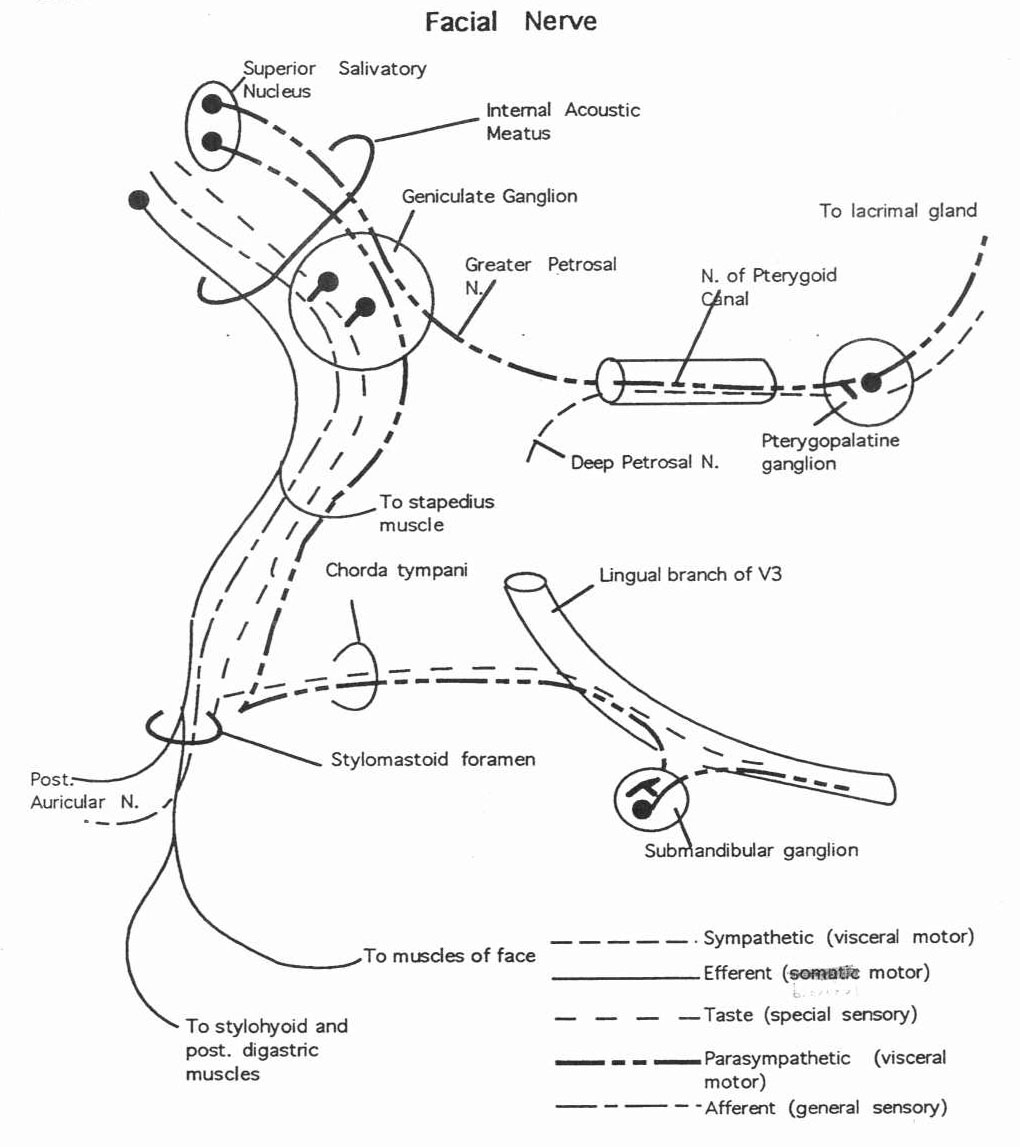 Facial Nerve
Superior Salivatory
Nucleus
Internal Acoustic
Meatus
Geniculate Ganglion
To lacrimal gland
Greater Petrosal
N.
N. of Pterygoid
Canal
Pterygopalatine
ganglion
Deep Petrosal N.
To stapedius
muscle
Chorda tympani
Lingual branch of V3
Stylomastoid foramen
Post.
Auricular N.
Submandibular ganglion
To muscles of face
To stylohyoid and
post. digastric
muscles
Sympathetic (visceral motor)
Efferent (somatic motor)
Taste (special sensory)
Parasympathetic (visceral
motor)
Afferent (general sensory)